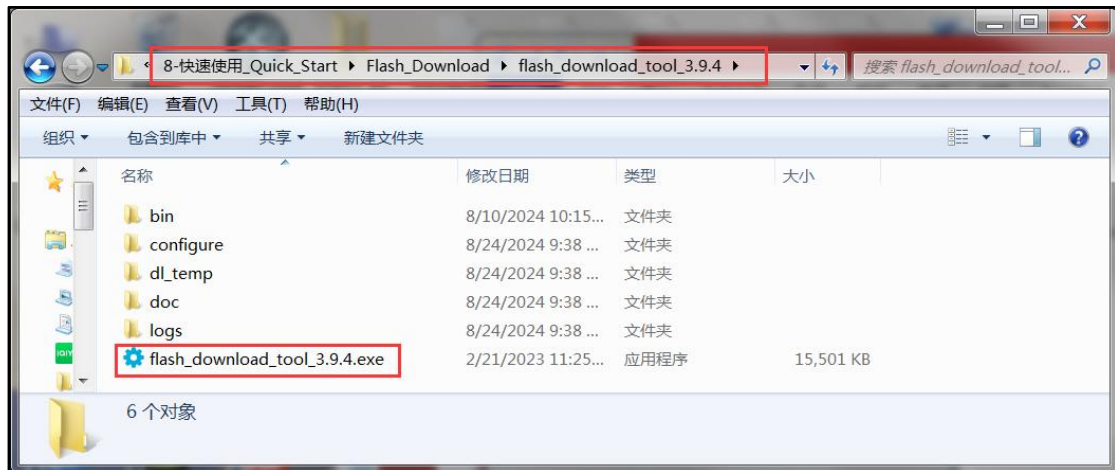 8-快速使用_Quick_Start ▸ Flash_Download ▸ flash_download_tool_3.9.4 ▸
搜索 flash_download_tool...
文件(F) 编辑(E) 查看(V) 工具(T) 帮助(H)
组织 包含到库中 共享 新建文件夹
名称 修改日期 类型 大小
bin 8/10/2024 10:15... 文件夹
configure 8/24/2024 9:38 ... 文件夹
dl_temp 8/24/2024 9:38 ... 文件夹
doc 8/24/2024 9:38 ... 文件夹
logs 8/24/2024 9:38 ... 文件夹
flash_download_tool_3.9.4.exe 2/21/2023 11:25... 应用程序 15,501 KB
6 个对象